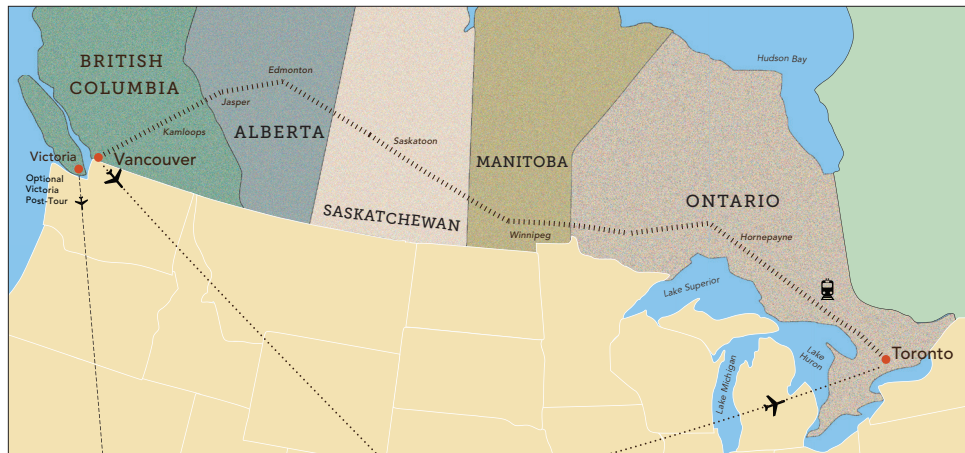 BRITISH
COLUMBIA
Edmonton
Jasper
Hudson Bay
Kamloops
ALBERTA
Saskatoon
Victoria
Vancouver
MANITOBA
Optional
Victoria
Post-Tour
SASKATCHEWAN
ONTARIO
Winnipeg
Hornepayne
Lake Superior
Lake
Huron
Toronto
Lake Michigan